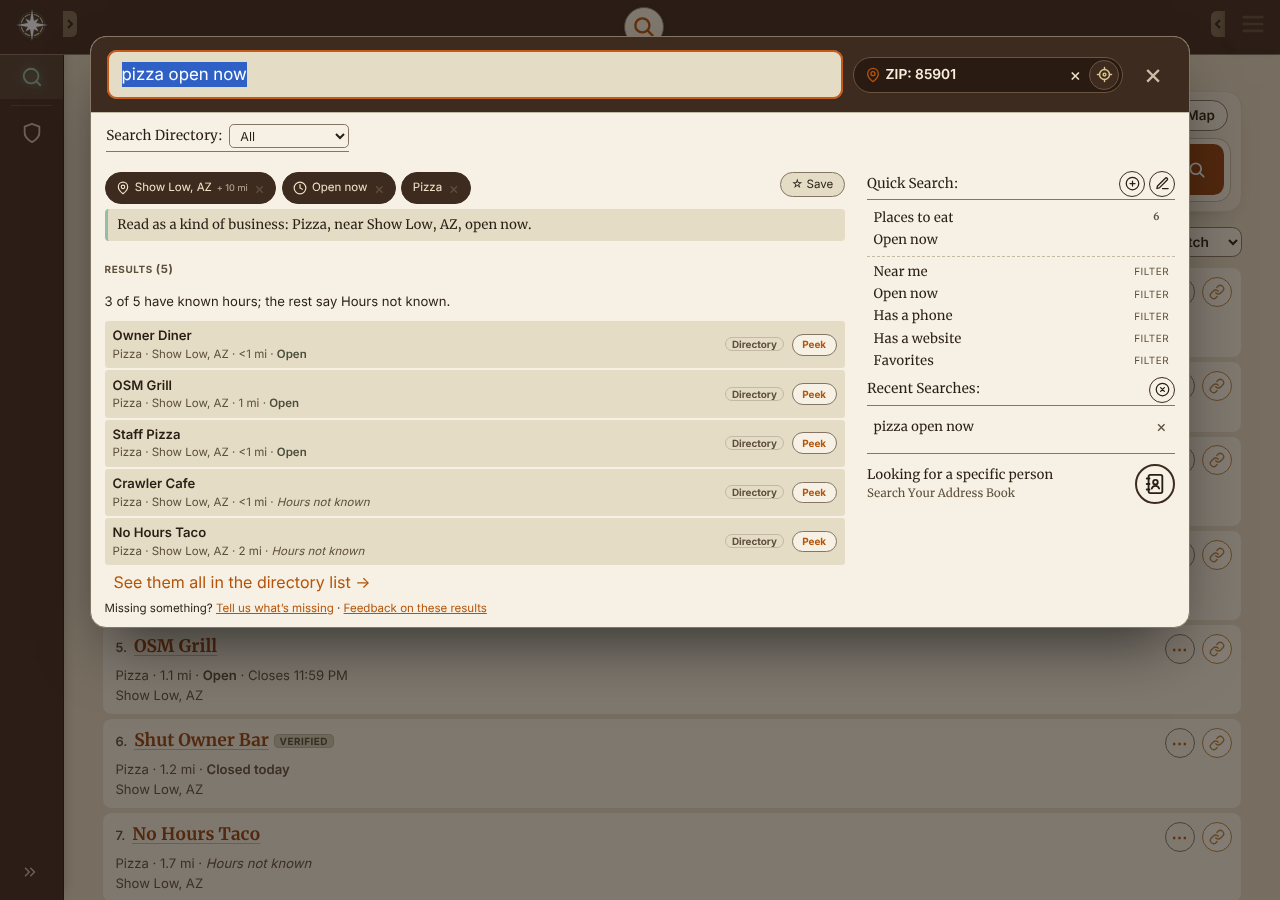 pizza open now
ZIP: 85901
Map
Search Directory: All
Show Low, AZ + 10 mi
Open now
Pizza
Save
Read as a kind of business: Pizza, near Show Low, AZ, open now.
RESULTS (5)
3 of 5 have known hours; the rest say Hours not known.
Owner Diner
Pizza · Show Low, AZ · <1 mi · Open
Directory
Peek
OSM Grill
Pizza · Show Low, AZ · 1 mi · Open
Directory
Peek
Staff Pizza
Pizza · Show Low, AZ · <1 mi · Open
Directory
Peek
Crawler Cafe
Pizza · Show Low, AZ · <1 mi · Hours not known
Directory
Peek
No Hours Taco
Pizza · Show Low, AZ · 2 mi · Hours not known
Directory
Peek
See them all in the directory list →
Missing something? Tell us what's missing · Feedback on these results
Quick Search:
Places to eat 6
Open now
Near me FILTER
Open now FILTER
Has a phone FILTER
Has a website FILTER
Favorites FILTER
Recent Searches:
pizza open now
Looking for a specific person
Search Your Address Book
tch
5. OSM Grill
Pizza · 1.1 mi · Open · Closes 11:59 PM
Show Low, AZ
6. Shut Owner Bar VERIFIED
Pizza · 1.2 mi · Closed today
Show Low, AZ
7. No Hours Taco
Pizza · 1.7 mi · Hours not known
Show Low, AZ